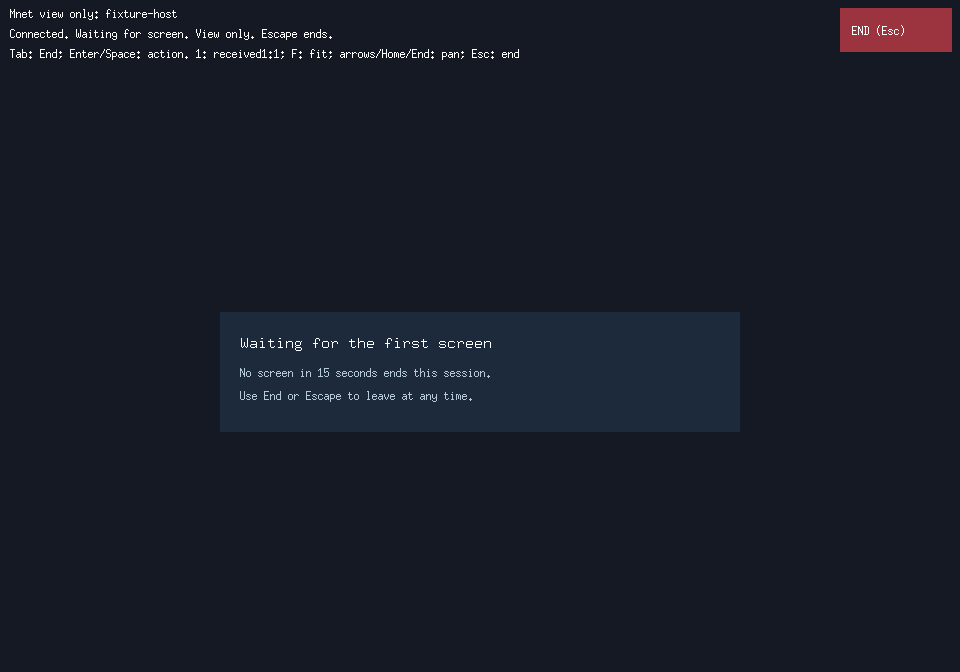 Mnet view only: fixture-host
Connected. Waiting for screen. View only. Escape ends.
Tab: End; Enter/Space: action. 1: received1:1; F: fit; arrows/Home/End: pan; Esc: end
END (Esc)
Waiting for the first screen
No screen in 15 seconds ends this session.
Use End or Escape to leave at any time.